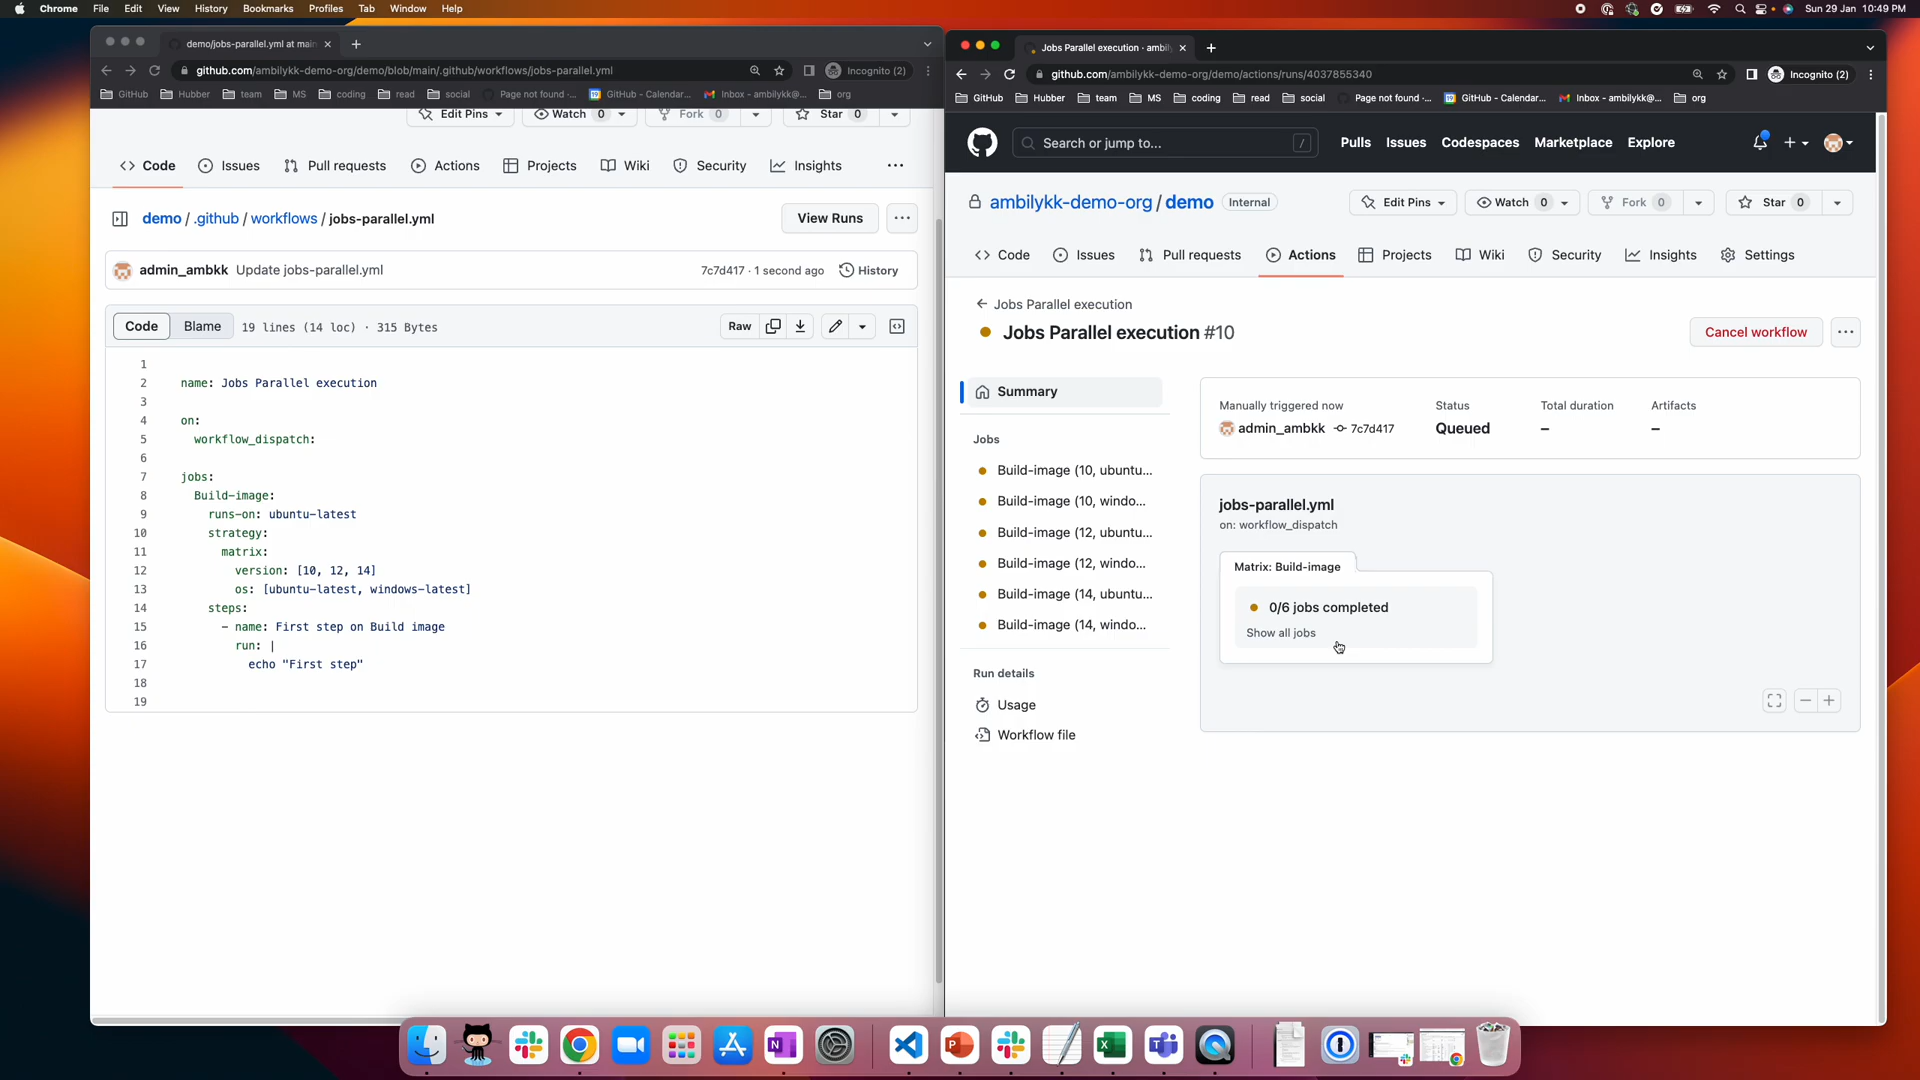 Chrome File Edit View History Bookmarks Profiles Tab Window Help
Sun 29 Jan 10:49 PM
demo/jobs-parallel.yml at main
github.com/ambilykk-demo-org/demo/blob/main/.github/workflows/jobs-parallel.yml
Incognito (2)
GitHub Hubber team MS coding read social Page not found -... GitHub - Calendar... Inbox - ambilykk@... org
Edit Pins Watch 0 Fork 0 Star 0
Code Issues Pull requests Actions Projects Wiki Security Insights
demo / .github / workflows / jobs-parallel.yml
View Runs
admin_ambkk Update jobs-parallel.yml
7c7d417 · 1 second ago History
Code Blame 19 lines (14 loc) · 315 Bytes
Raw
1
2 name: Jobs Parallel execution
3
4 on:
5 workflow_dispatch:
6
7 jobs:
8 Build-image:
9 runs-on: ubuntu-latest
10 strategy:
11 matrix:
12 version: [10, 12, 14]
13 os: [ubuntu-latest, windows-latest]
14 steps:
15 - name: First step on Build image
16 run: |
17 echo "First step"
18
19
Jobs Parallel execution · ambil
github.com/ambilykk-demo-org/demo/actions/runs/4037855340
Incognito (2)
GitHub Hubber team MS coding read social Page not found -... GitHub - Calendar... Inbox - ambilykk@... org
Search or jump to... /
Pulls Issues Codespaces Marketplace Explore
ambilykk-demo-org / demo Internal
Edit Pins Watch 0 Fork 0 Star 0
Code Issues Pull requests Actions Projects Wiki Security Insights Settings
Jobs Parallel execution
Jobs Parallel execution #10
Cancel workflow
Summary
Jobs
Build-image (10, ubuntu...
Build-image (10, windo...
Build-image (12, ubuntu...
Build-image (12, windo...
Build-image (14, ubuntu...
Build-image (14, windo...
Run details
Usage
Workflow file
Manually triggered now
admin_ambkk 7c7d417
Status
Queued
Total duration
–
Artifacts
–
jobs-parallel.yml
on: workflow_dispatch
Matrix: Build-image
0/6 jobs completed
Show all jobs